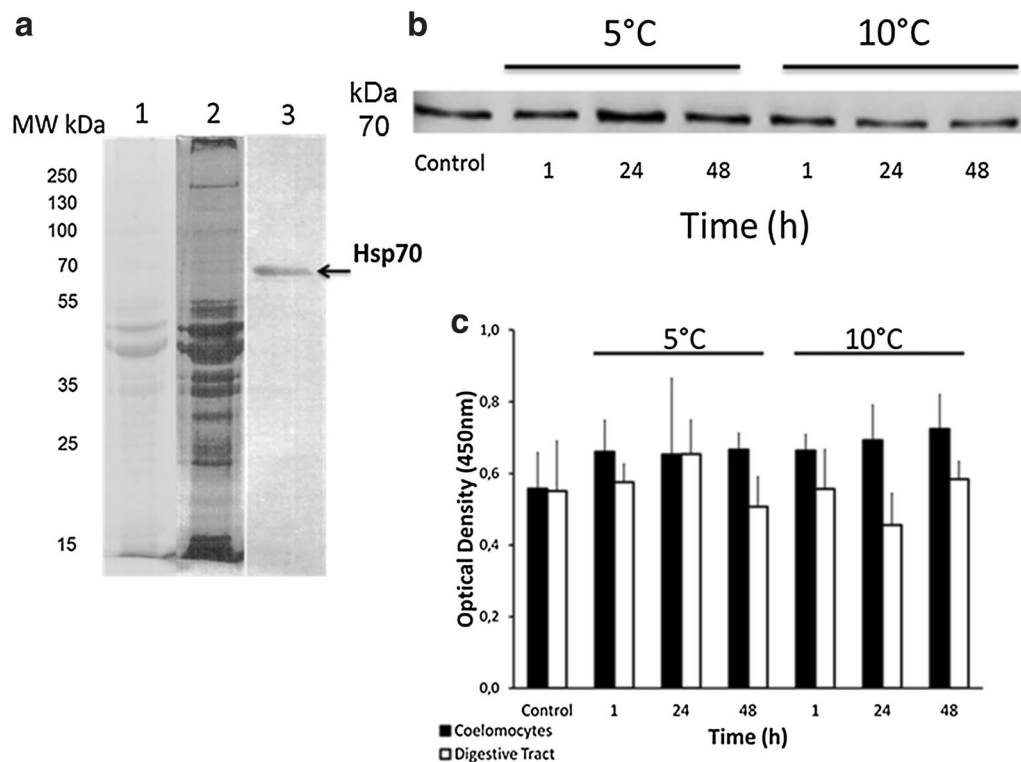 a
MW kDa
1 2 3
250
130
100
70
55
35
25
15
Hsp70
b
5°C 10°C
kDa
70
Control 1 24 48 1 24 48
Time (h)
c
5°C 10°C
Optical Density (450nm)
1,0
0,8
0,6
0,4
0,2
0,0
Control 1 24 48 1 24 48
Time (h)
Coelomocytes
Digestive Tract